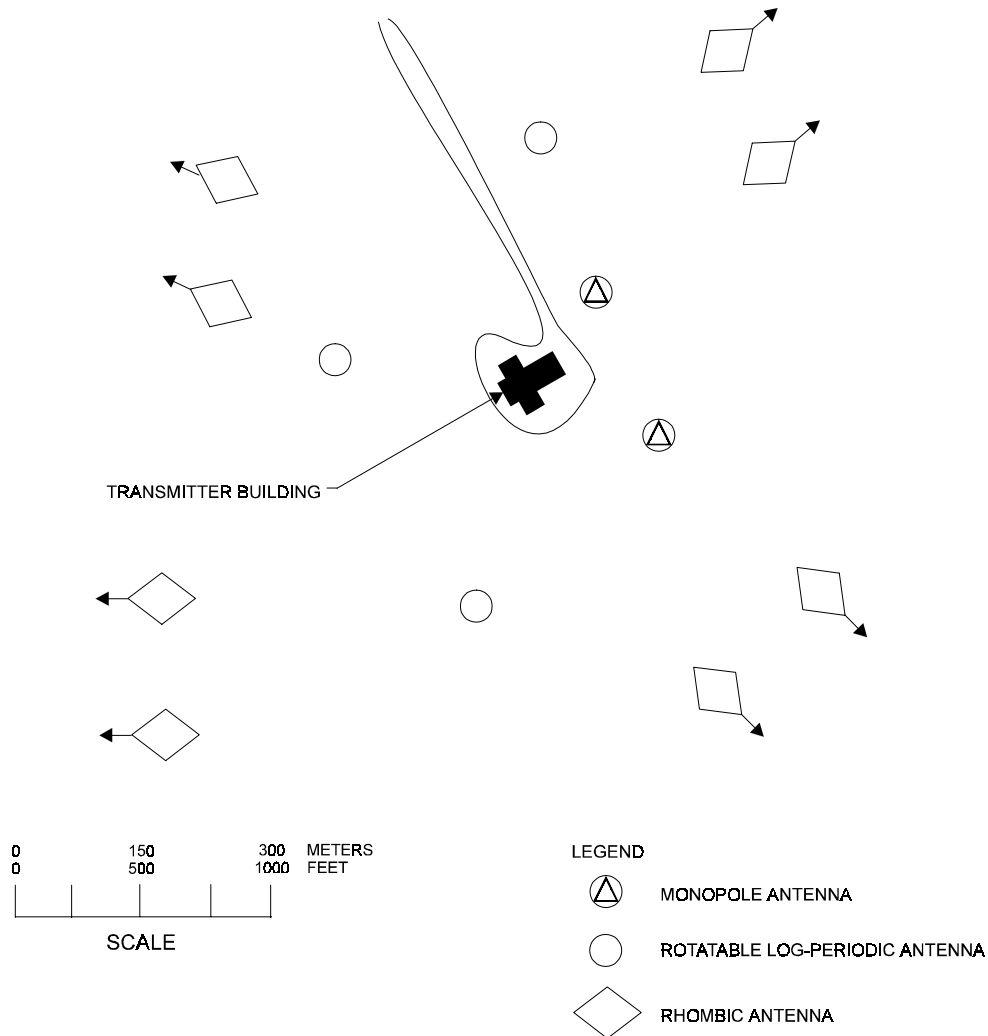 TRANSMITTER BUILDING
0 150 300 METERS
0 500 1000 FEET
SCALE
LEGEND
MONOPOLE ANTENNA
ROTATABLE LOG-PERIODIC ANTENNA
RHOMBIC ANTENNA